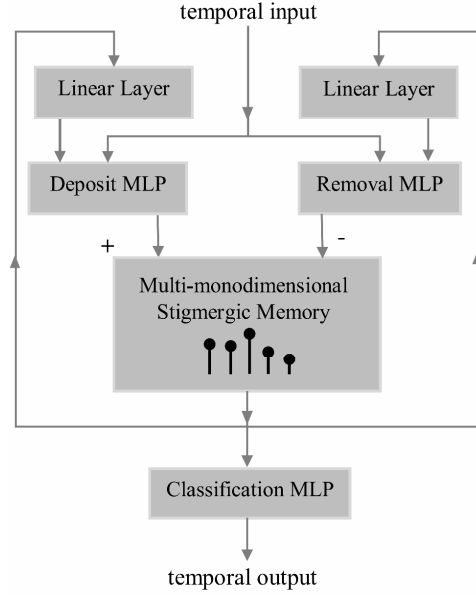 temporal input
Linear Layer
Linear Layer
Deposit MLP
Removal MLP
+
-
Multi-monodimensional
Stigmergic Memory
Classification MLP
temporal output